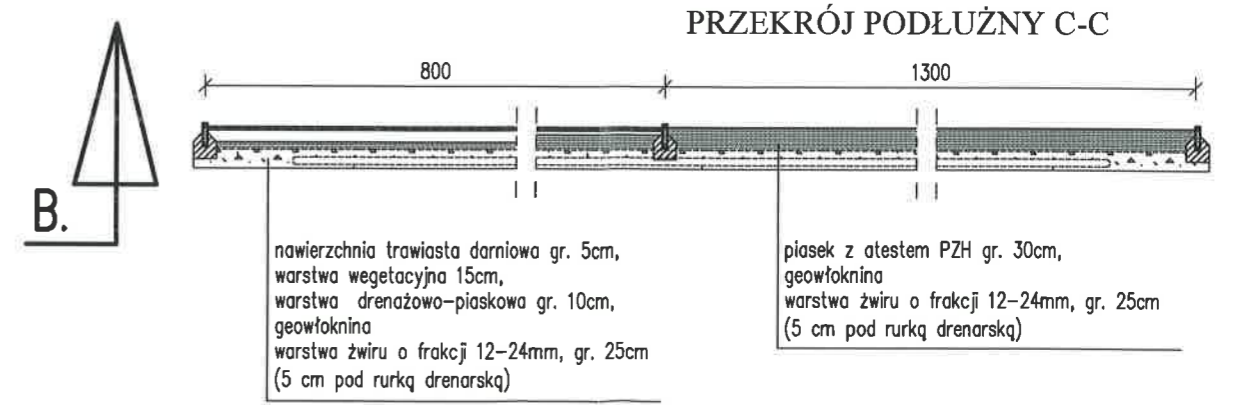 PRZEKRÓJ PODŁUŻNY C-C
800
1300
B.
nawierzchnia trawiasta darniowa gr. 5cm,
warstwa wegetacyjna 15cm,
warstwa drenażowo-piaskowa gr. 10cm,
geowłoknina
warstwa żwiru o frakcji 12-24mm, gr. 25cm
(5 cm pod rurką drenarską)
piasek z atestem PZH gr. 30cm,
geowłoknina
warstwa żwiru o frakcji 12-24mm, gr. 25cm
(5 cm pod rurką drenarską)